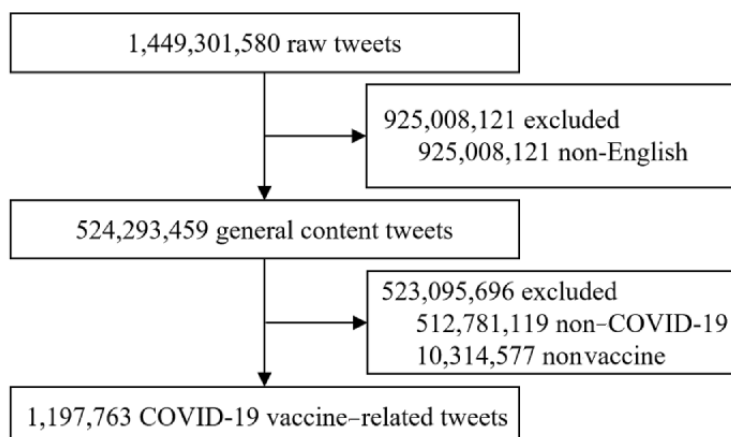 1,449,301,580 raw tweets
925,008,121 excluded
925,008,121 non-English
524,293,459 general content tweets
523,095,696 excluded
512,781,119 non–COVID-19
10,314,577 nonvaccine
1,197,763 COVID-19 vaccine–related tweets